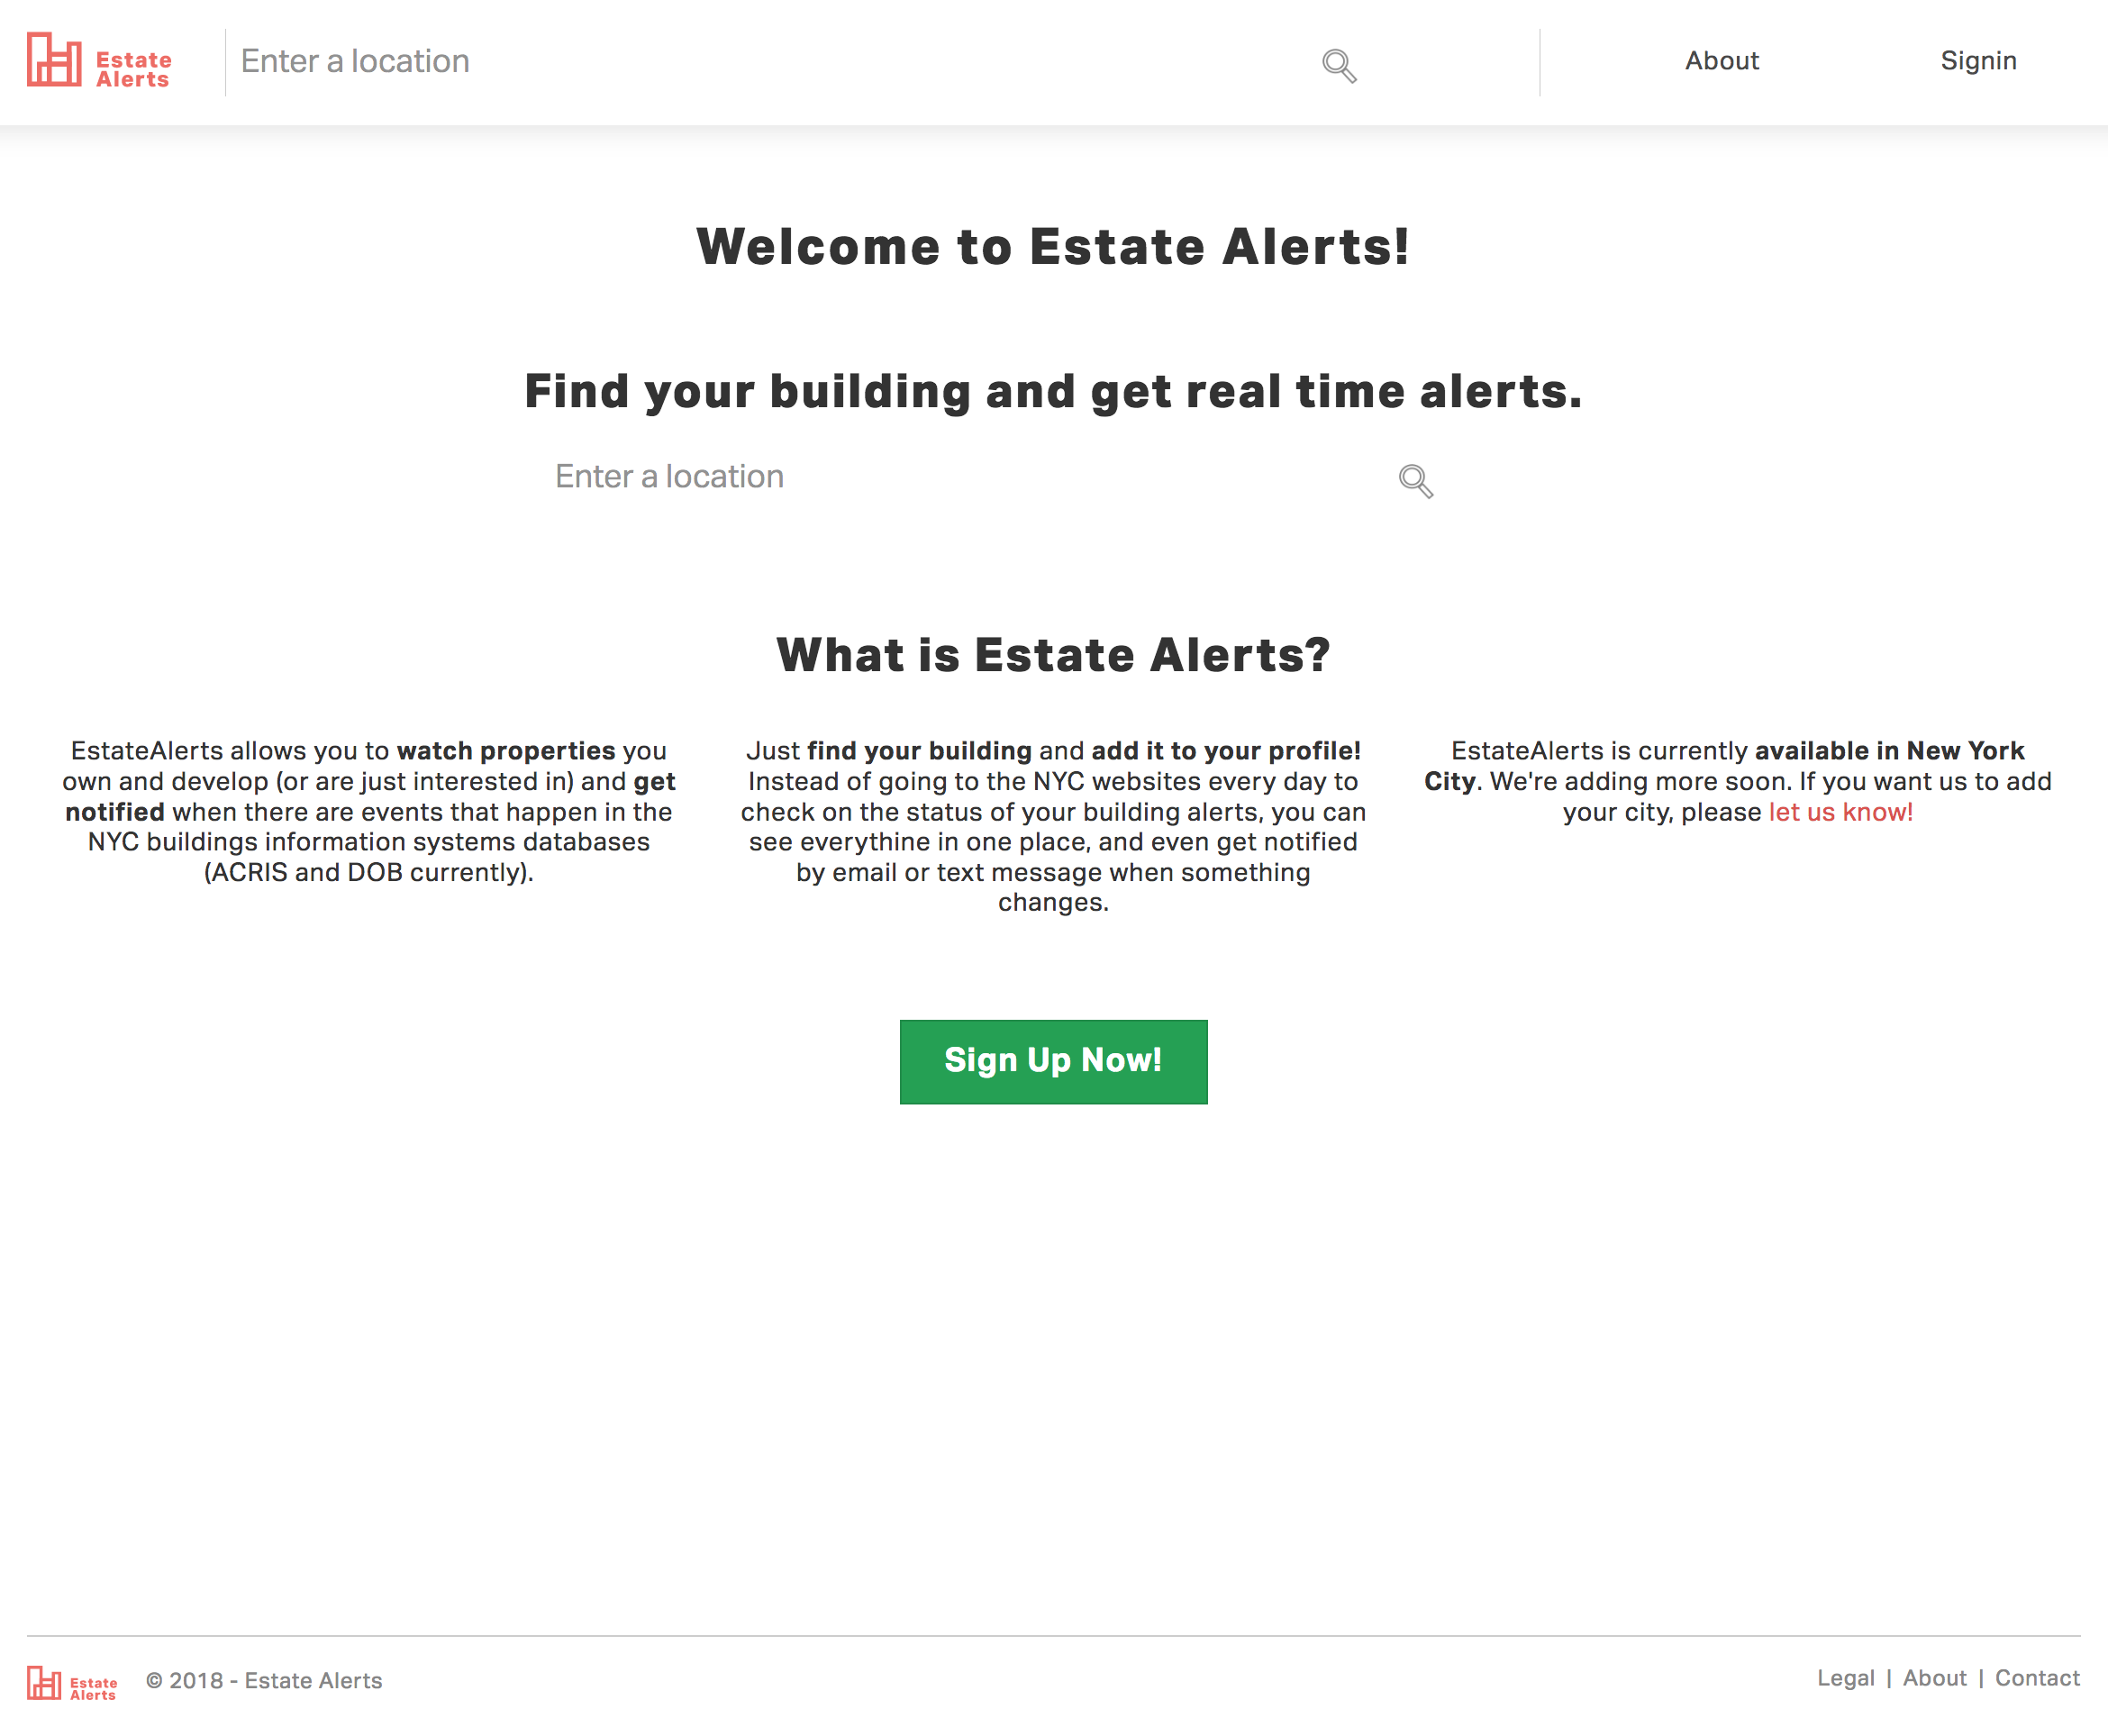 Estate
Alerts
Enter a location
About
Signin
Welcome to Estate Alerts!
Find your building and get real time alerts.
Enter a location
What is Estate Alerts?
EstateAlerts allows you to watch properties you
own and develop (or are just interested in) and get
notified when there are events that happen in the
NYC buildings information systems databases
(ACRIS and DOB currently).
Just find your building and add it to your profile!
Instead of going to the NYC websites every day to
check on the status of your building alerts, you can
see everythine in one place, and even get notified
by email or text message when something
changes.
EstateAlerts is currently available in New York
City. We're adding more soon. If you want us to add
your city, please let us know!
Sign Up Now!
Estate
Alerts
© 2018 - Estate Alerts
Legal | About | Contact